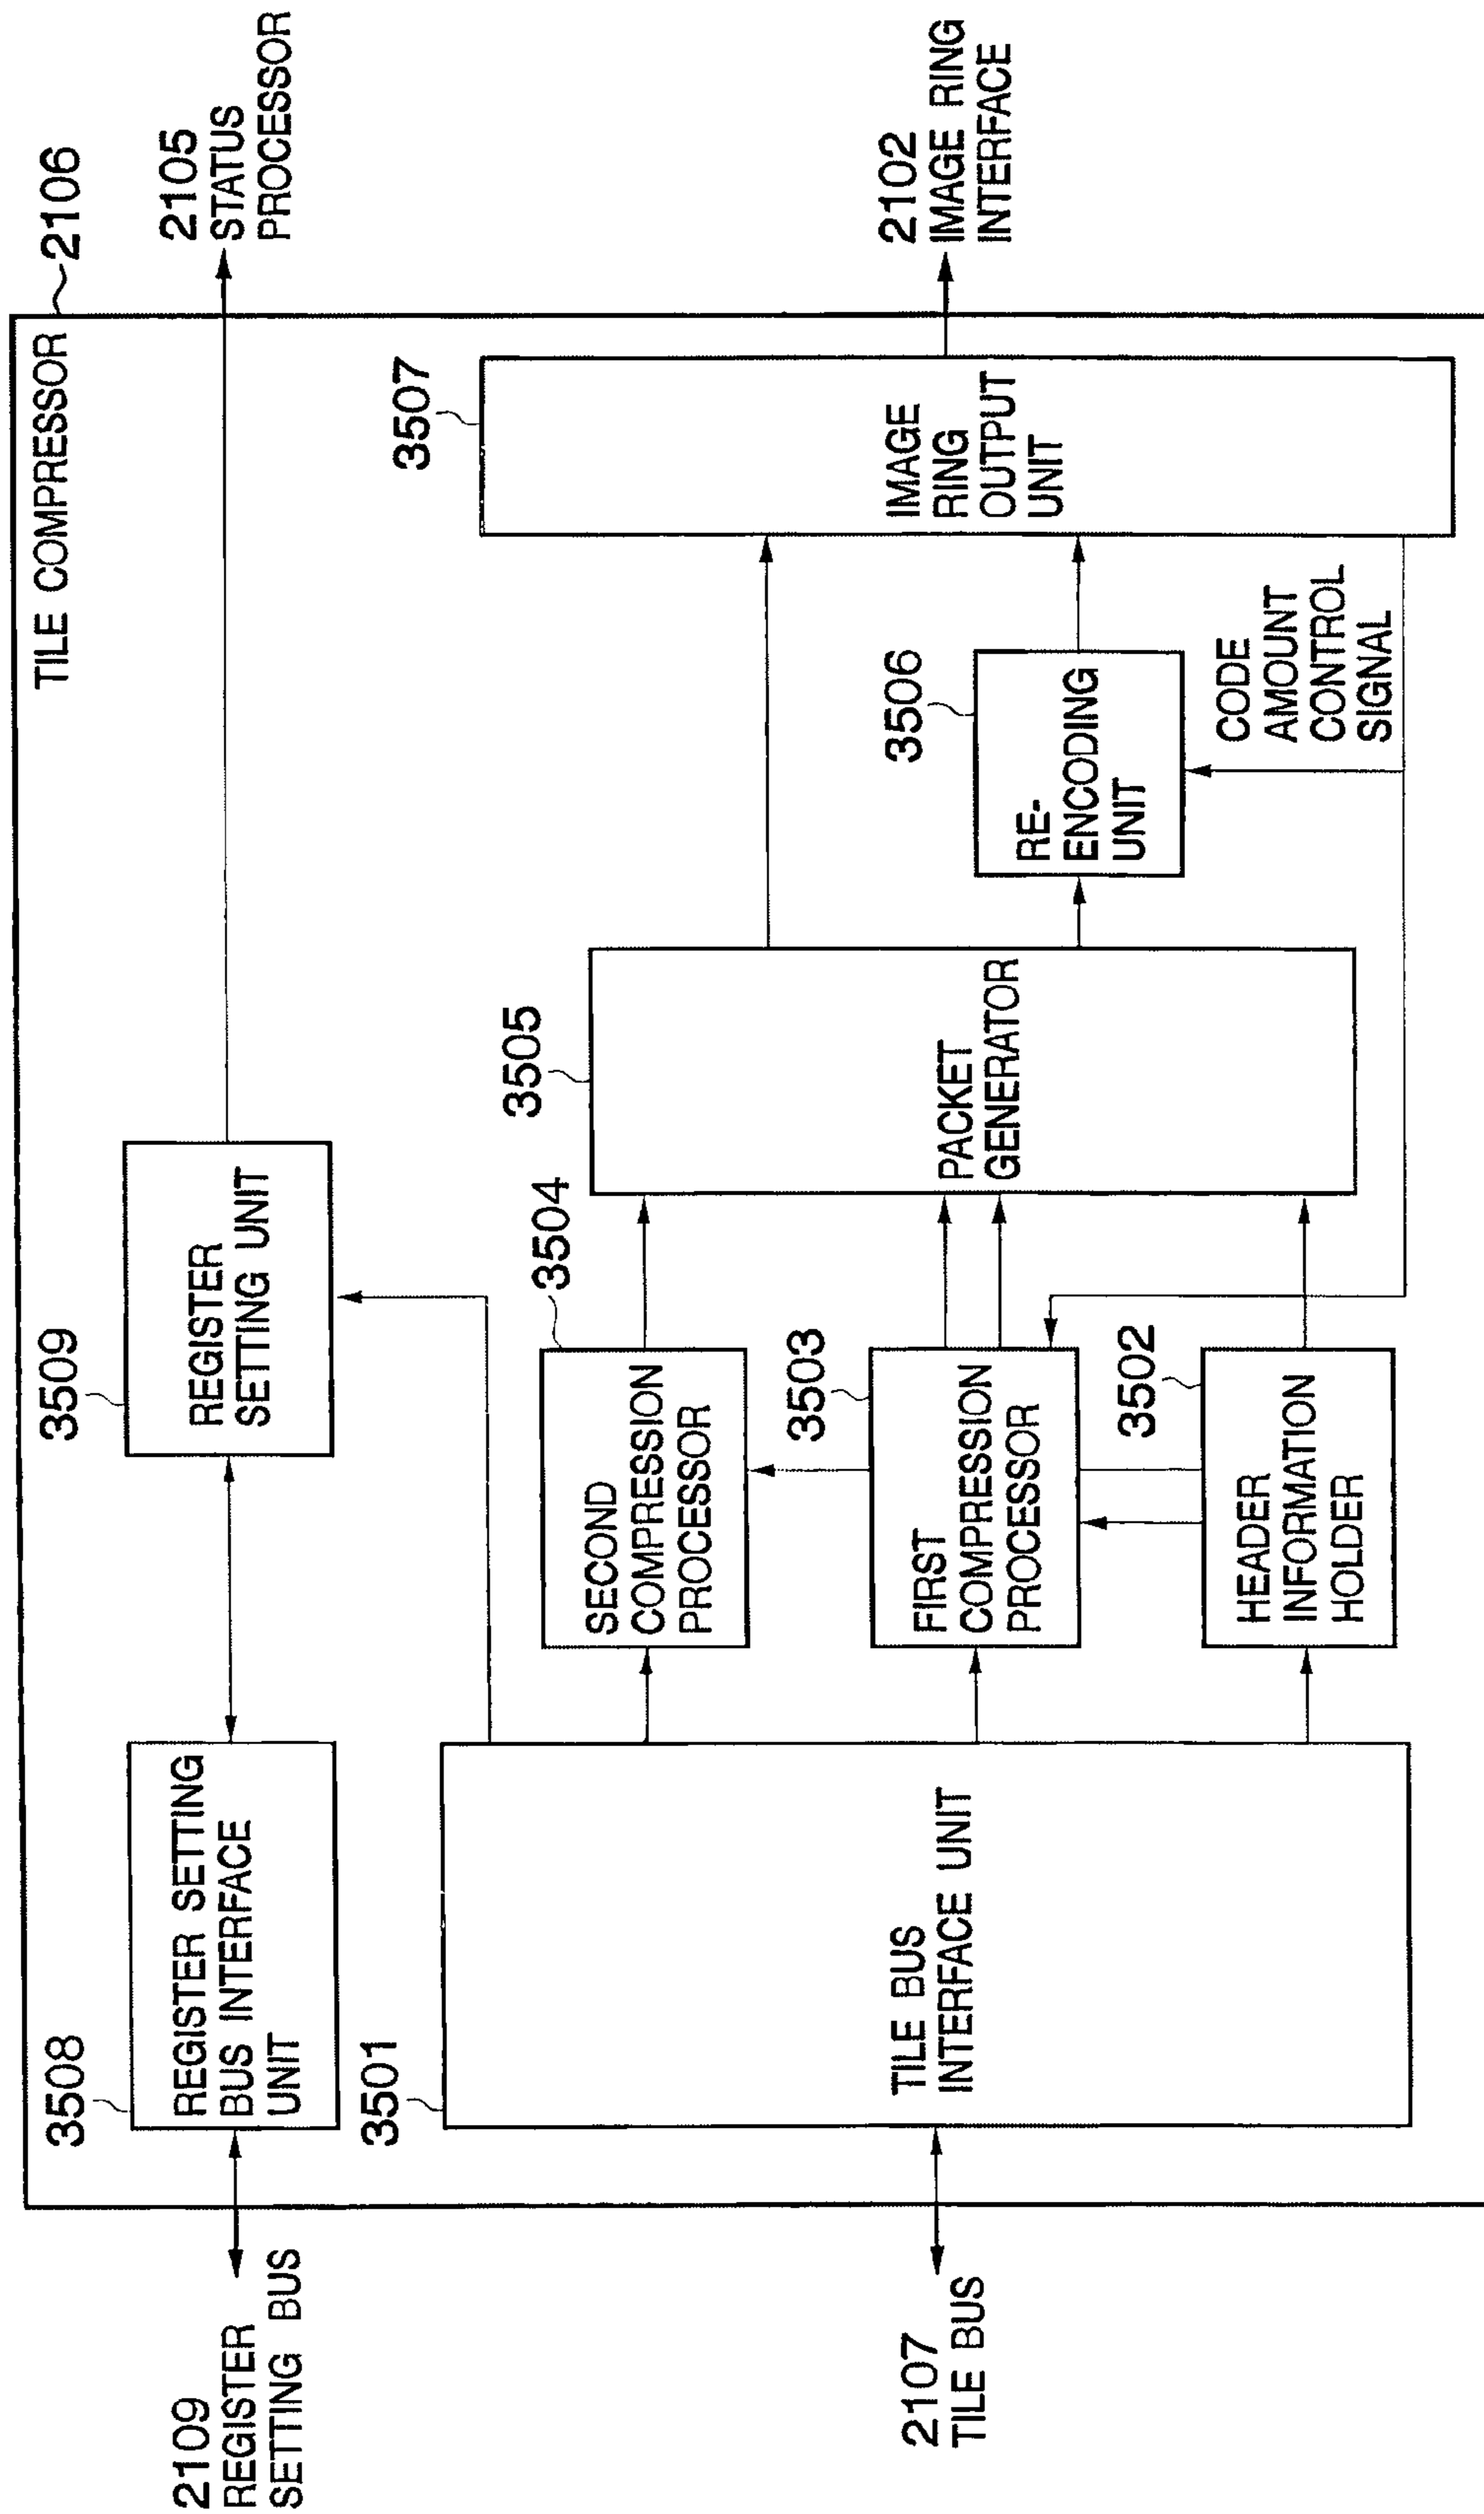 TILE COMPRESSOR
2106
2109
REGISTER
SETTING BUS
3508
REGISTER SETTING
BUS INTERFACE
UNIT
3509
REGISTER
SETTING UNIT
2105
STATUS
PROCESSOR
2107
TILE BUS
3501
TILE BUS
INTERFACE UNIT
3504
SECOND
COMPRESSION
PROCESSOR
3503
FIRST
COMPRESSION
PROCESSOR
3502
HEADER
INFORMATION
HOLDER
3505
PACKET
GENERATOR
3506
RE-
ENCODING
UNIT
CODE
AMOUNT
CONTROL
SIGNAL
3507
IMAGE
RING
OUTPUT
UNIT
2102
IMAGE RING
INTERFACE